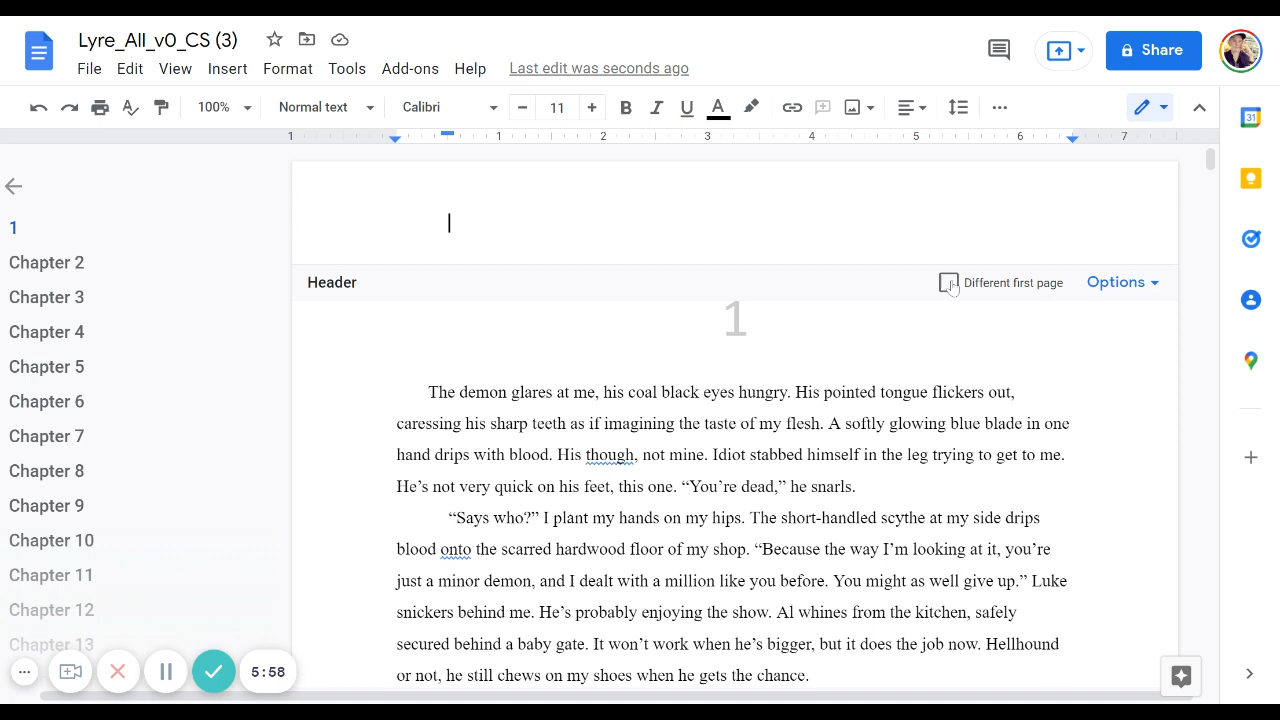 Lyre_All_v0_CS (3)
File Edit View Insert Format Tools Add-ons Help Last edit was seconds ago
Share
100% Normal text Calibri 11 B I U A
31
1 1 2 3 4 5 6 7
1
Chapter 2
Chapter 3
Chapter 4
Chapter 5
Chapter 6
Chapter 7
Chapter 8
Chapter 9
Chapter 10
Chapter 11
Chapter 12
Chapter 13
Header Different first page Options
1
The demon glares at me, his coal black eyes hungry. His pointed tongue flickers out,
caressing his sharp teeth as if imagining the taste of my flesh. A softly glowing blue blade in one
hand drips with blood. His though, not mine. Idiot stabbed himself in the leg trying to get to me.
He’s not very quick on his feet, this one. “You’re dead,” he snarls.
“Says who?” I plant my hands on my hips. The short-handled scythe at my side drips
blood onto the scarred hardwood floor of my shop. “Because the way I’m looking at it, you’re
just a minor demon, and I dealt with a million like you before. You might as well give up.” Luke
snickers behind me. He’s probably enjoying the show. Al whines from the kitchen, safely
secured behind a baby gate. It won’t work when he’s bigger, but it does the job now. Hellhound
or not, he still chews on my shoes when he gets the chance.
5:58